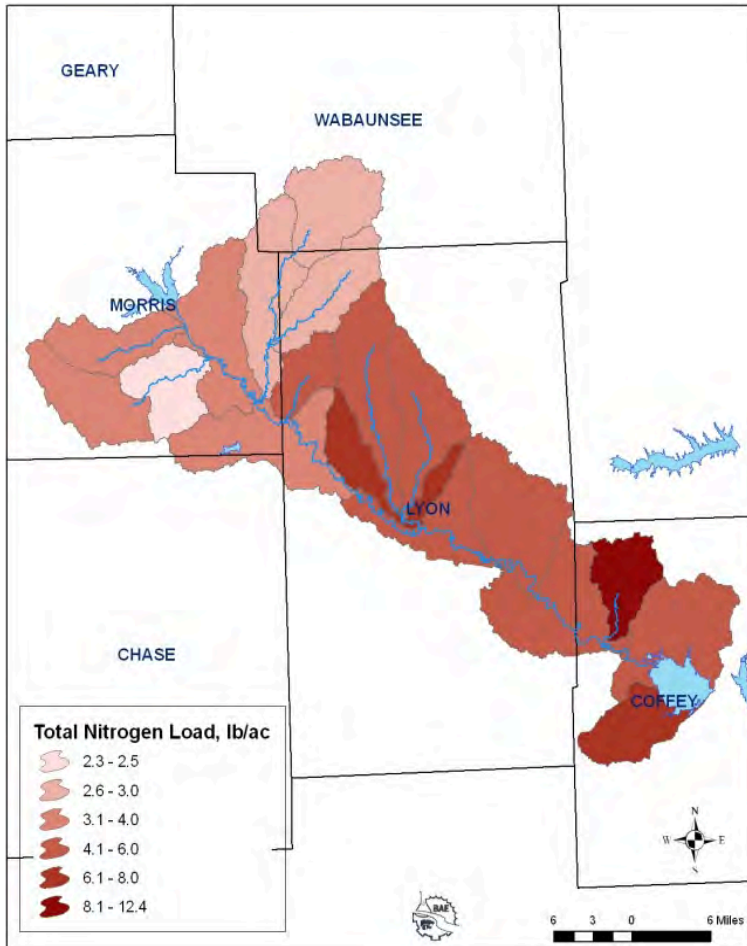 GEARY
WABAUNSEE
MORRIS
LYON
CHASE
COFFEY
Total Nitrogen Load, lb/ac
2.3 - 2.5
2.6 - 3.0
3.1 - 4.0
4.1 - 6.0
6.1 - 8.0
8.1 - 12.4
N
W
E
S
BAE
6 3 0 6 Miles